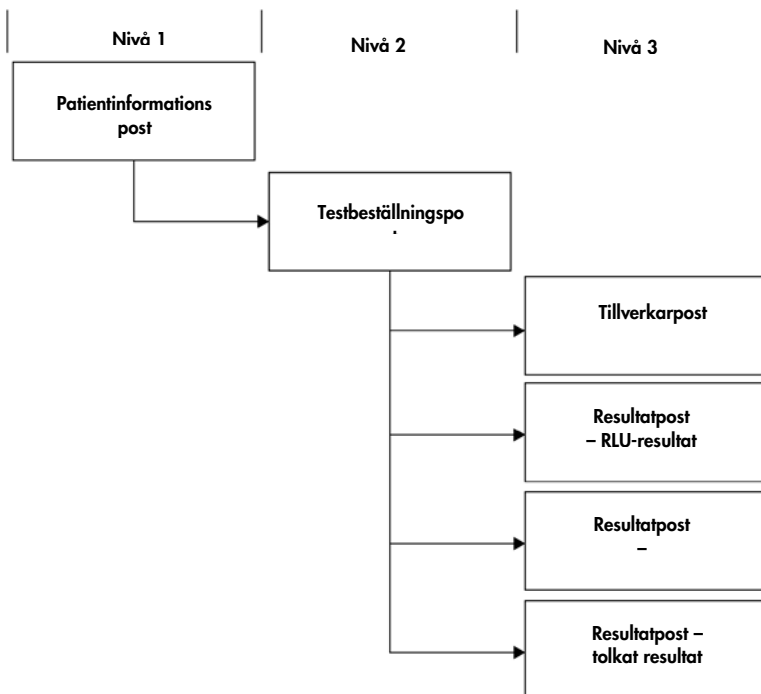 Nivå 1
Nivå 2
Nivå 3
Patientinformations
post
Testbeställningspo
Tillverkarpost
Resultatpost
– RLU-resultat
Resultatpost
–
Resultatpost –
tolkat resultat